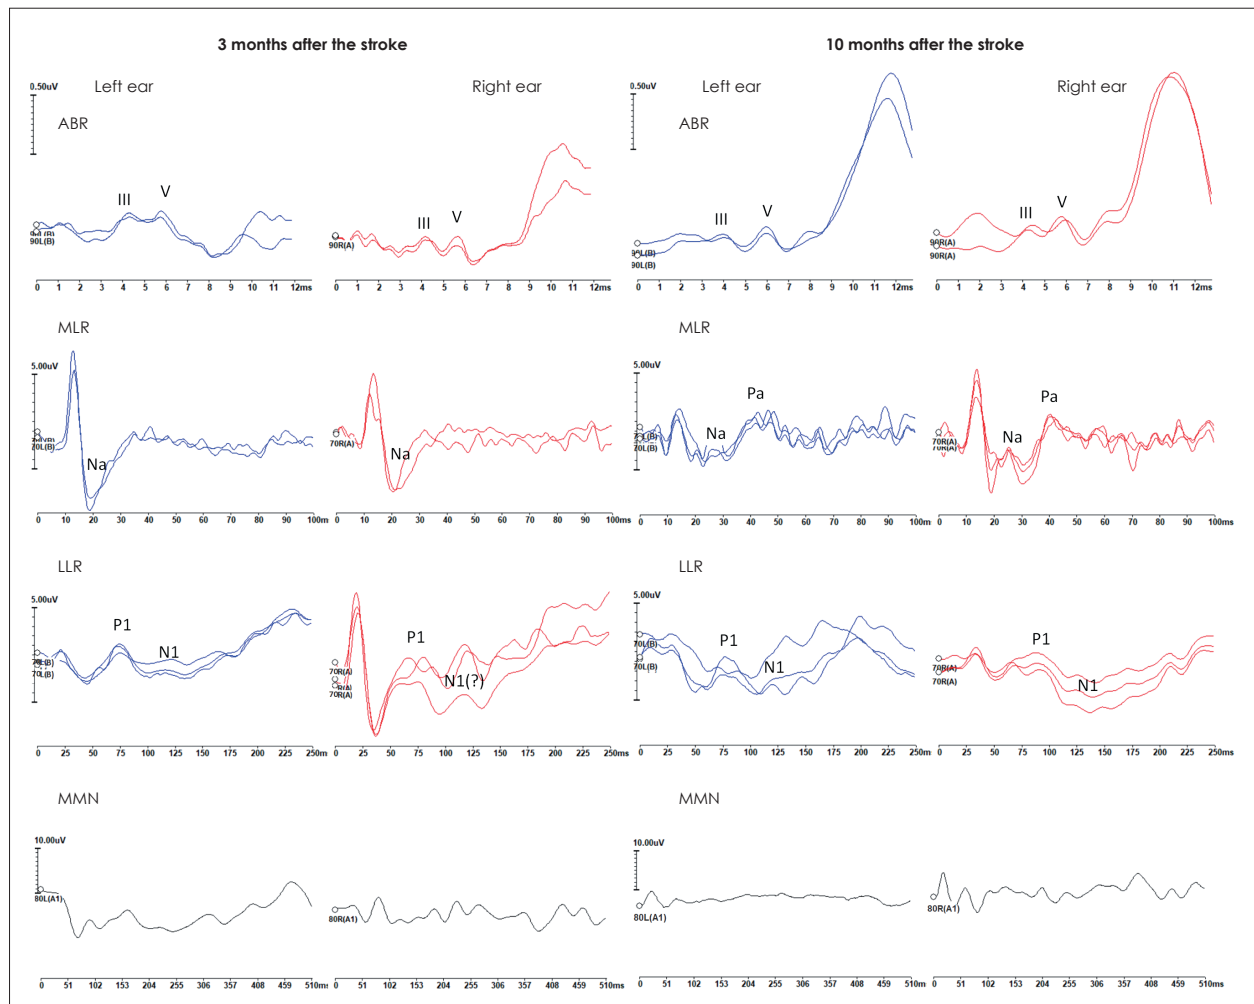 3 months after the stroke
10 months after the stroke
Left ear
Right ear
Left ear
Right ear
0.50uV
0.50uV
ABR
ABR
III
V
III
V
III
V
III
V
90L(B)
90R(A)
90L(B)
90L(B)
90R(A)
90R(A)
0 1 2 3 4 5 6 7 8 9 10 11 12ms
0 1 2 3 4 5 6 7 8 9 10 11 12ms
0 1 2 3 4 5 6 7 8 9 10 11 12ms
0 1 2 3 4 5 6 7 8 9 10 11 12ms
MLR
MLR
5.00uV
5.00uV
Na
Na
Na
Pa
Na
Pa
70L(B)
70R(A)
70L(B)
70L(B)
70R(A)
70R(A)
0 10 20 30 40 50 60 70 80 90 100m
0 10 20 30 40 50 60 70 80 90 100ms
0 10 20 30 40 50 60 70 80 90 100m
0 10 20 30 40 50 60 70 80 90 100ms
LLR
LLR
5.00uV
5.00uV
P1
N1
P1
N1(?)
P1
N1
P1
N1
70L(B)
70L(B)
70R(A)
70R(A)
70L(B)
70L(B)
70R(A)
70R(A)
0 25 50 75 100 125 150 175 200 225 250m
0 25 50 75 100 125 150 175 200 225 250ms
0 25 50 75 100 125 150 175 200 225 250m
0 25 50 75 100 125 150 175 200 225 250ms
MMN
MMN
10.00uV
10.00uV
80L(A1)
80R(A1)
80L(A1)
80R(A1)
0 51 102 153 204 255 306 357 408 459 510ms
0 51 102 153 204 255 306 357 408 459 510ms
0 51 102 153 204 255 306 357 408 459 510ms
0 51 102 153 204 255 306 357 408 459 510ms